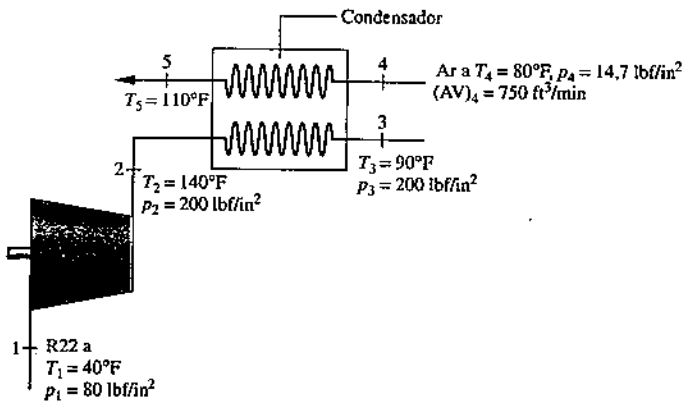 Condensador
5
4
Ar a T₄ = 80°F, p₄ = 14,7 lbf/in²
(AV)₄ = 750 ft³/min
T₅ = 110°F
3
T₃ = 90°F
p₃ = 200 lbf/in²
2
T₂ = 140°F
p₂ = 200 lbf/in²
1
R22 a
T₁ = 40°F
p₁ = 80 lbf/in²